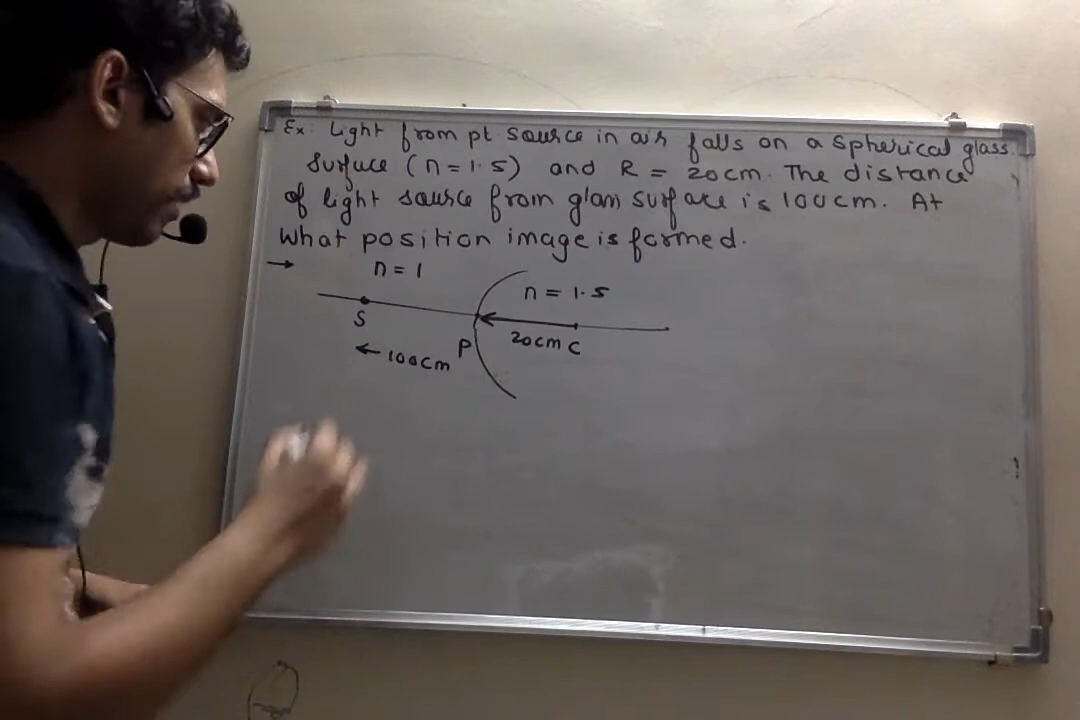 Ex: Light from pt. source in air falls on a spherical glass
surface (n = 1.5) and R = 20cm. The distance
of light source from glass surface is 100cm. At
what position image is formed.
→ n = 1
n = 1.5
S
P
20cm C
← 100cm